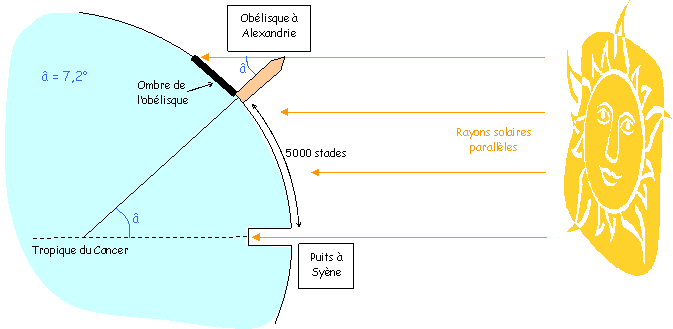 Obélisque à
Alexandrie
â = 7,2°
â
Ombre de
l'obélisque
Rayons solaires
parallèles
5000 stades
â
Tropique du Cancer
Puits à
Syène